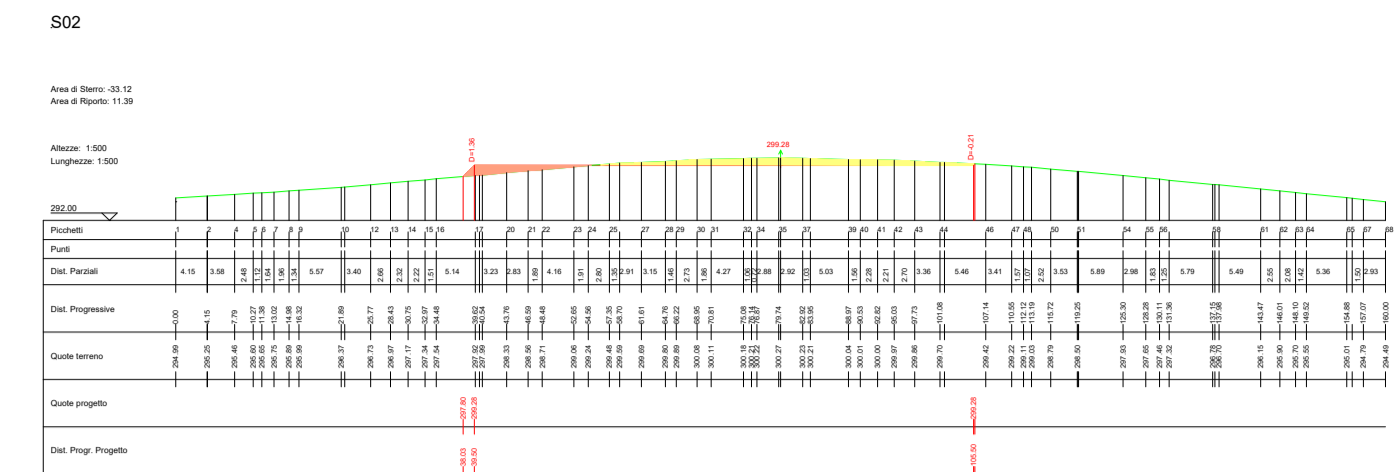 S02
Area di Sterro: -33.12
Area di Riporto: 11.39
Altezze: 1:500
Lunghezze: 1:500
D=1.36
299.28
D=-0.21
292.00
Picchetti 1 2 4 5 6 7 8 9 10 12 13 14 15 16 17 20 21 22 23 24 25 27 28 29 30 31 32 34 35 37 39 40 41 42 43 44 46 47 48 50 51 54 55 56 58 61 62 63 64 65 67 68
Punti
Dist. Parziali 4.15 3.58 2.48 1.12 1.64 1.96 1.34 5.57 3.40 2.66 2.32 2.22 1.51 5.14 3.23 2.83 1.89 4.16 1.91 2.80 1.35 2.91 3.15 1.46 2.73 1.86 4.27 1.06 2.88 2.92 1.03 5.03 1.56 2.28 2.21 2.70 3.36 5.46 3.41 1.57 1.07 2.52 3.53 5.89 2.98 1.83 1.25 5.79 5.49 2.55 2.08 1.42 5.36 1.50 2.93
Dist. Progressive 0.00 4.15 7.79 10.27 11.38 13.02 14.98 16.32 21.89 25.77 28.43 30.75 32.97 34.48 39.62 40.54 43.76 46.59 48.48 52.65 54.56 57.35 58.70 61.61 64.76 66.22 68.95 70.81 75.08 76.14 76.87 79.74 82.92 83.95 88.97 90.53 92.82 95.03 97.73 101.08 107.14 110.55 112.12 113.19 115.72 119.25 125.30 128.28 130.11 131.36 137.15 137.98 143.47 146.01 148.10 149.52 154.88 157.07 160.00
Quote terreno 294.99 295.25 295.46 295.60 295.65 295.75 295.89 295.99 296.37 296.73 296.97 297.17 297.34 297.54 297.92 297.99 298.33 298.56 298.71 299.06 299.24 299.48 299.59 299.69 299.80 299.89 300.08 300.11 300.18 300.21 300.22 300.27 300.23 300.21 300.04 300.01 300.00 299.97 299.86 299.70 299.42 299.22 299.11 299.03 298.79 298.50 297.93 297.65 297.46 297.32 296.78 296.70 296.15 295.90 295.70 295.55 295.01 294.79 294.49
Quote progetto 297.80 299.28 299.28
Dist. Progr. Progetto 38.03 39.50 105.50